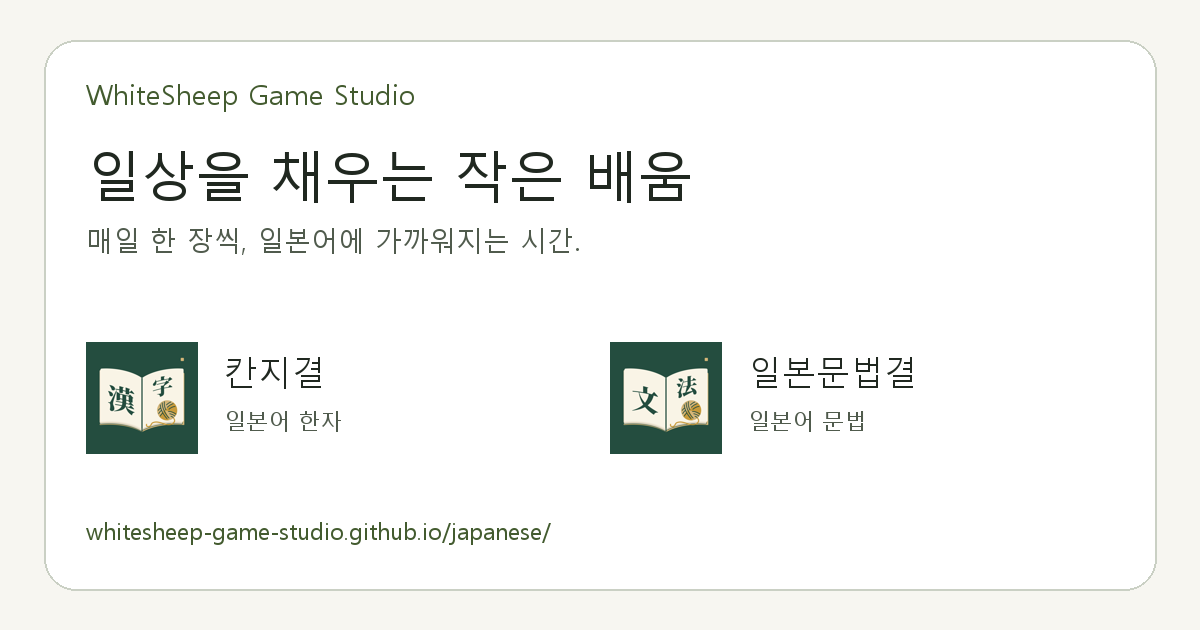 WhiteSheep Game Studio
일상을 채우는 작은 배움
매일 한 장씩, 일본어에 가까워지는 시간.
漢字
칸지결
일본어 한자
文法
일본문법결
일본어 문법
whitesheep-game-studio.github.io/japanese/